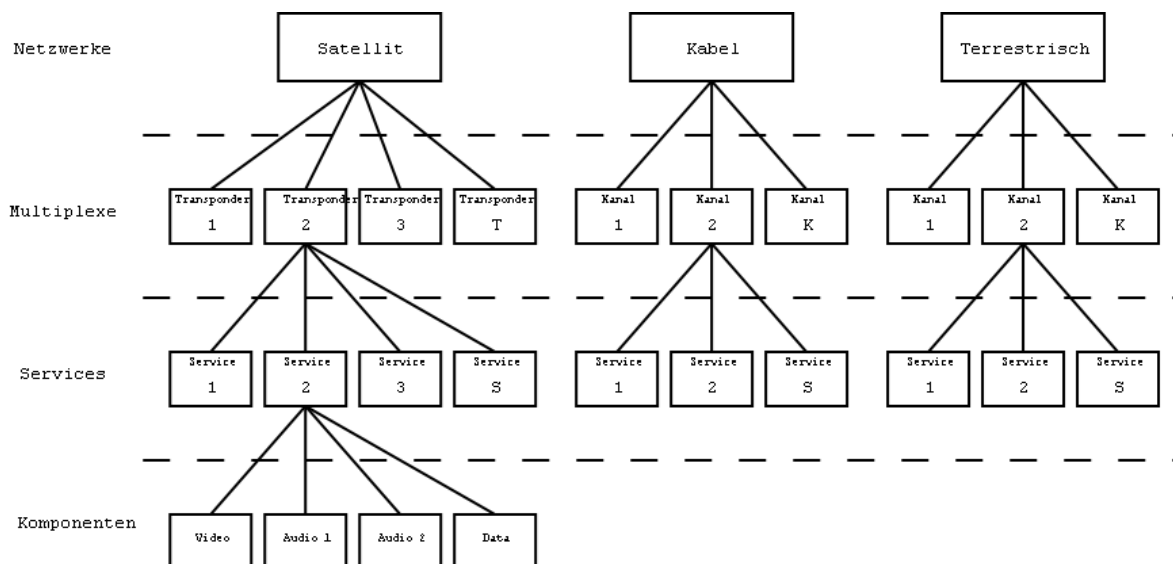 Netzwerke
Satellit
Kabel
Terrestrisch
Multiplexe
Transponder
1
Transponder
2
Transponder
3
Transponder
T
Kanal
1
Kanal
2
Kanal
K
Kanal
1
Kanal
2
Kanal
K
Services
Service
1
Service
2
Service
3
Service
S
Service
1
Service
2
Service
S
Service
1
Service
2
Service
S
Komponenten
Video
Audio 1
Audio 2
Data